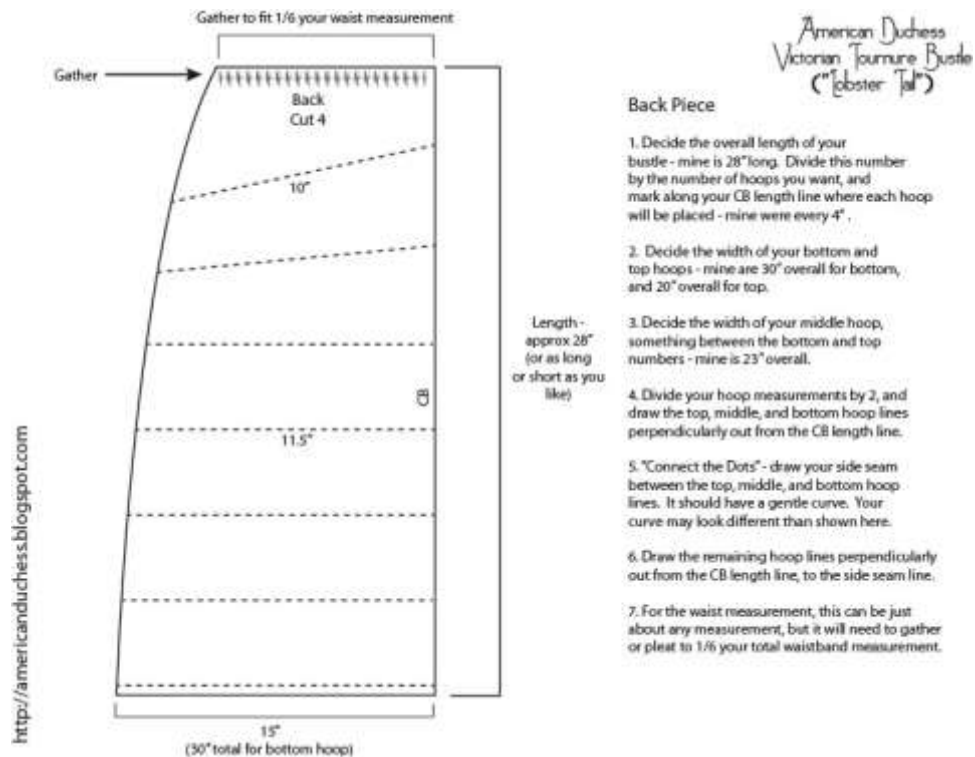 Gather to fit 1/6 your waist measurement
American Duchess
Victorian Tournure Bustle
("Lobster Tail")
Gather
Back
Cut 4
Back Piece
1. Decide the overall length of your
bustle - mine is 28" long. Divide this number
by the number of hoops you want, and
mark along your CB length line where each hoop
will be placed - mine were every 4" .
10"
2. Decide the width of your bottom and
top hoops - mine are 30" overall for bottom,
and 20" overall for top.
Length -
approx 28"
(or as long
or short as you
like)
3. Decide the width of your middle hoop,
something between the bottom and top
numbers - mine is 23" overall.
CB
4. Divide your hoop measurements by 2, and
draw the top, middle, and bottom hoop lines
perpendicularly out from the CB length line.
11.5"
5. "Connect the Dots" - draw your side seam
between the top, middle, and bottom hoop
lines. It should have a gentle curve. Your
curve may look different than shown here.
6. Draw the remaining hoop lines perpendicularly
out from the CB length line, to the side seam line.
7. For the waist measurement, this can be just
about any measurement, but it will need to gather
or pleat to 1/6 your total waistband measurement.
http://americanduchess.blogspot.com
15"
(30" total for bottom hoop)